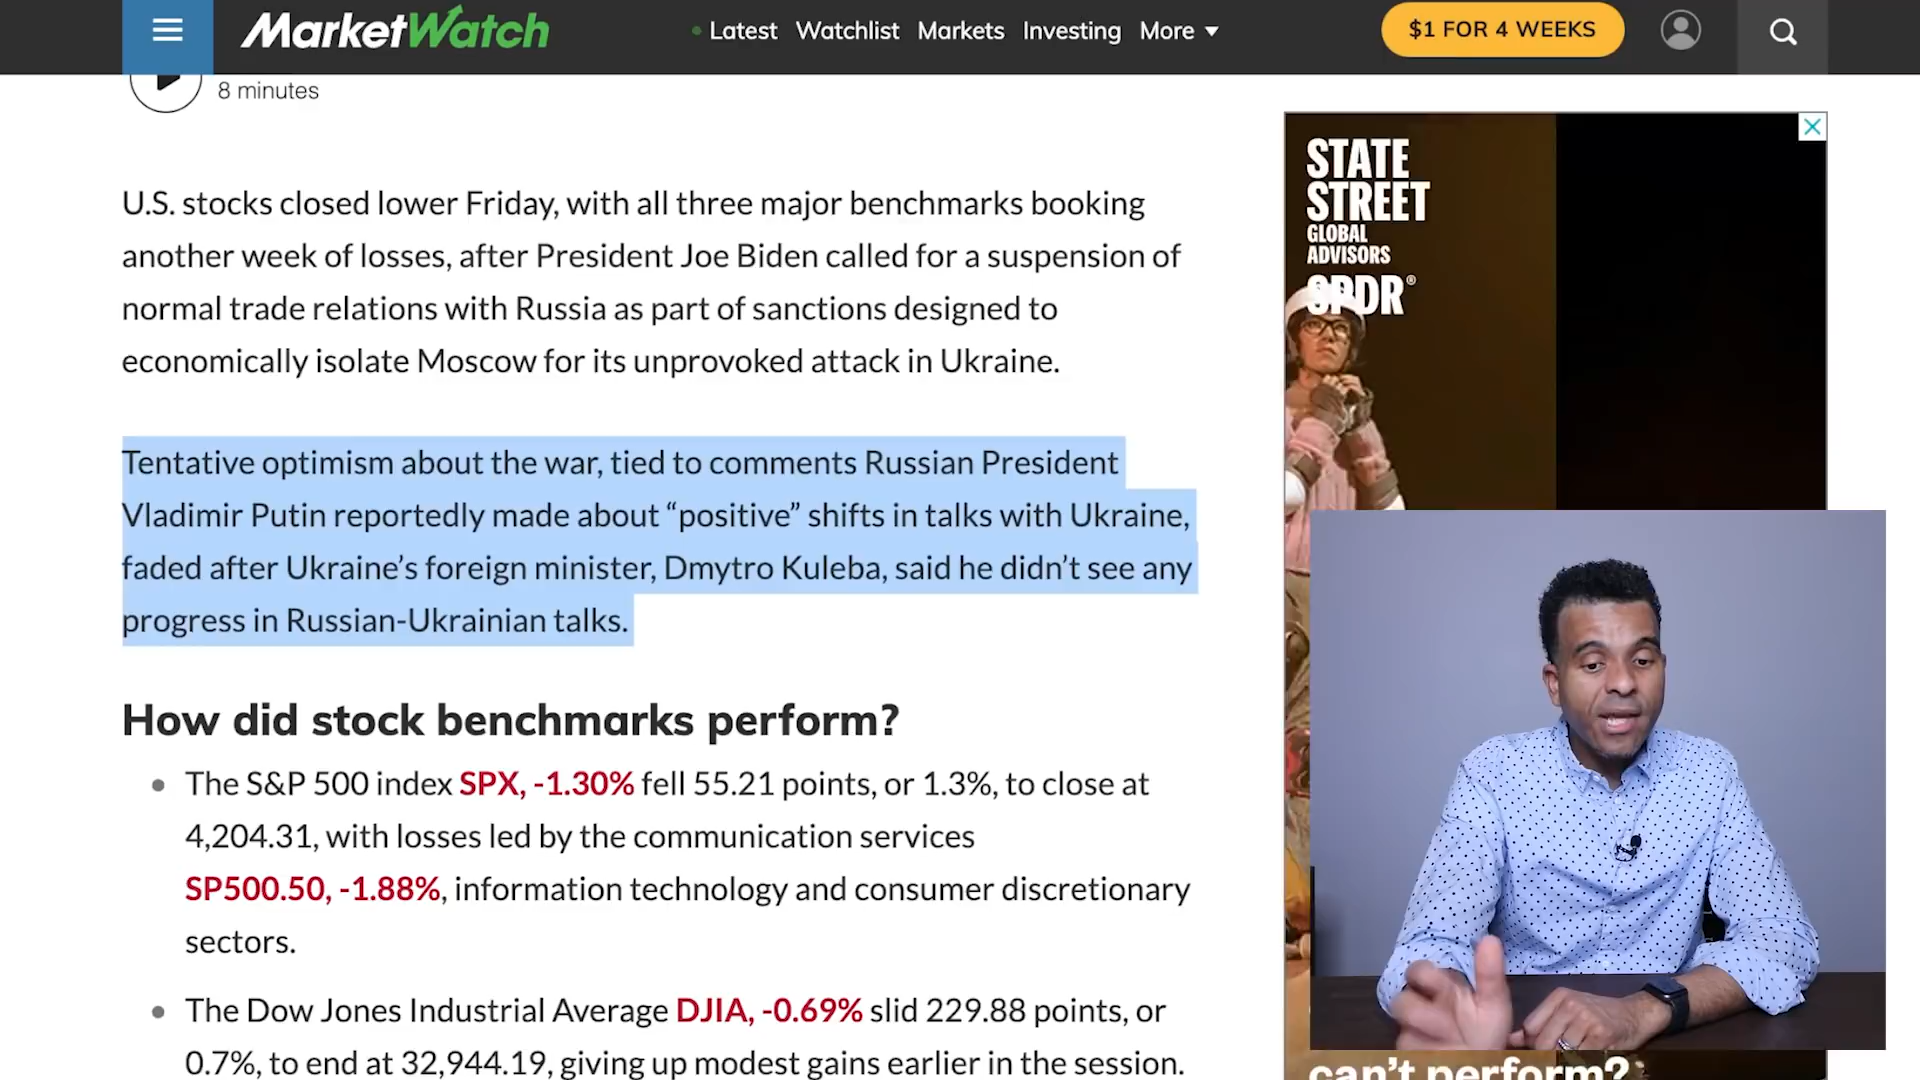 MarketWatch
Latest Watchlist Markets Investing More
$1 FOR 4 WEEKS
8 minutes
U.S. stocks closed lower Friday, with all three major benchmarks booking
another week of losses, after President Joe Biden called for a suspension of
normal trade relations with Russia as part of sanctions designed to
economically isolate Moscow for its unprovoked attack in Ukraine.
Tentative optimism about the war, tied to comments Russian President
Vladimir Putin reportedly made about “positive” shifts in talks with Ukraine,
faded after Ukraine’s foreign minister, Dmytro Kuleba, said he didn’t see any
progress in Russian-Ukrainian talks.
How did stock benchmarks perform?
The S&P 500 index SPX, -1.30% fell 55.21 points, or 1.3%, to close at
4,204.31, with losses led by the communication services
SP500.50, -1.88%, information technology and consumer discretionary
sectors.
The Dow Jones Industrial Average DJIA, -0.69% slid 229.88 points, or
0.7%, to end at 32,944.19, giving up modest gains earlier in the session.
STATE
STREET
GLOBAL
ADVISORS
SPDR®
can’t perform?